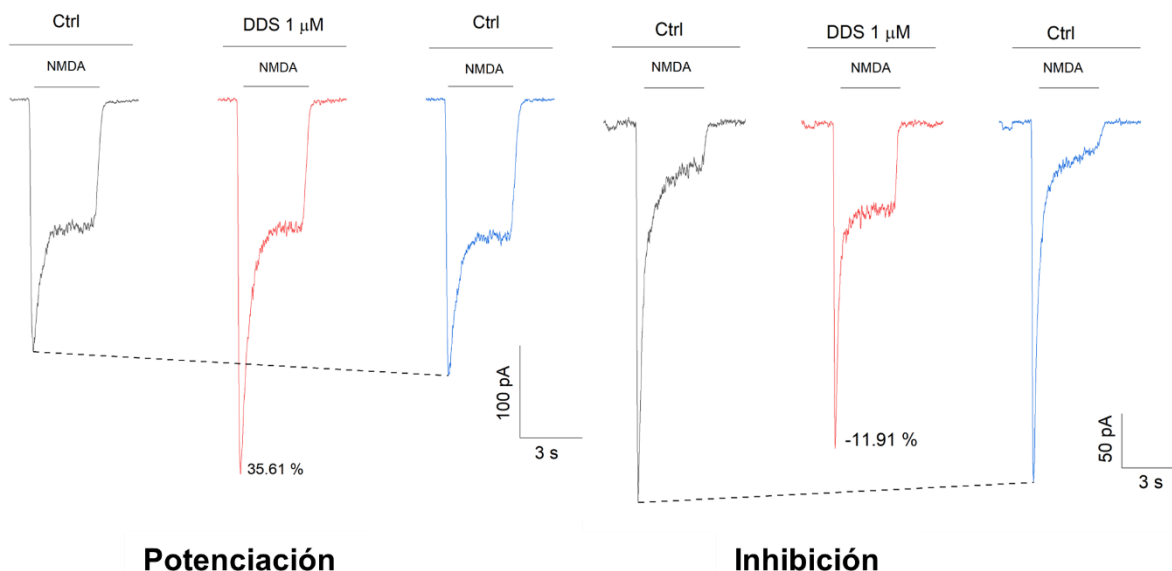 Ctrl
DDS 1 μM
Ctrl
NMDA
NMDA
NMDA
100 pA
3 s
35.61 %
Potenciación
Ctrl
DDS 1 μM
Ctrl
NMDA
NMDA
NMDA
50 pA
3 s
-11.91 %
Inhibición